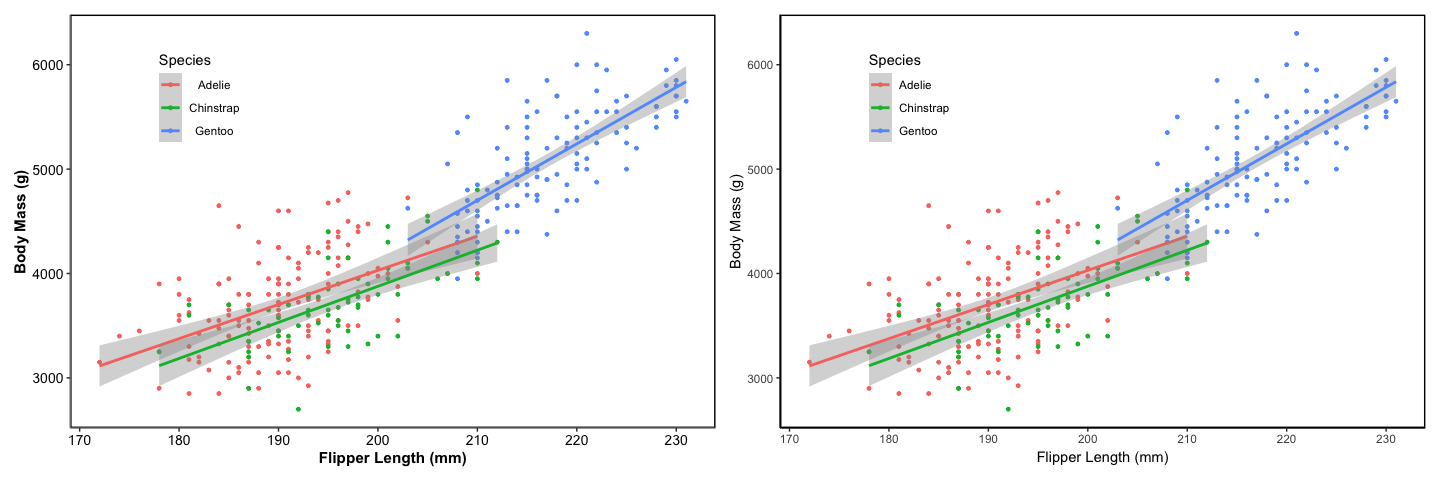 Species
Adelie
Chinstrap
Gentoo
6000
5000
4000
3000
Body Mass (g)
170 180 190 200 210 220 230
Flipper Length (mm)
Species
Adelie
Chinstrap
Gentoo
6000
5000
4000
3000
Body Mass (g)
170 180 190 200 210 220 230
Flipper Length (mm)